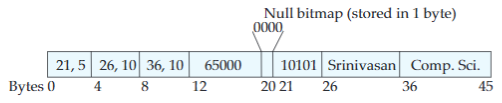 Null bitmap (stored in 1 byte)
0000
21, 5 26, 10 36, 10 65000 10101 Srinivasan Comp. Sci.
Bytes 0 4 8 12 20 21 26 36 45